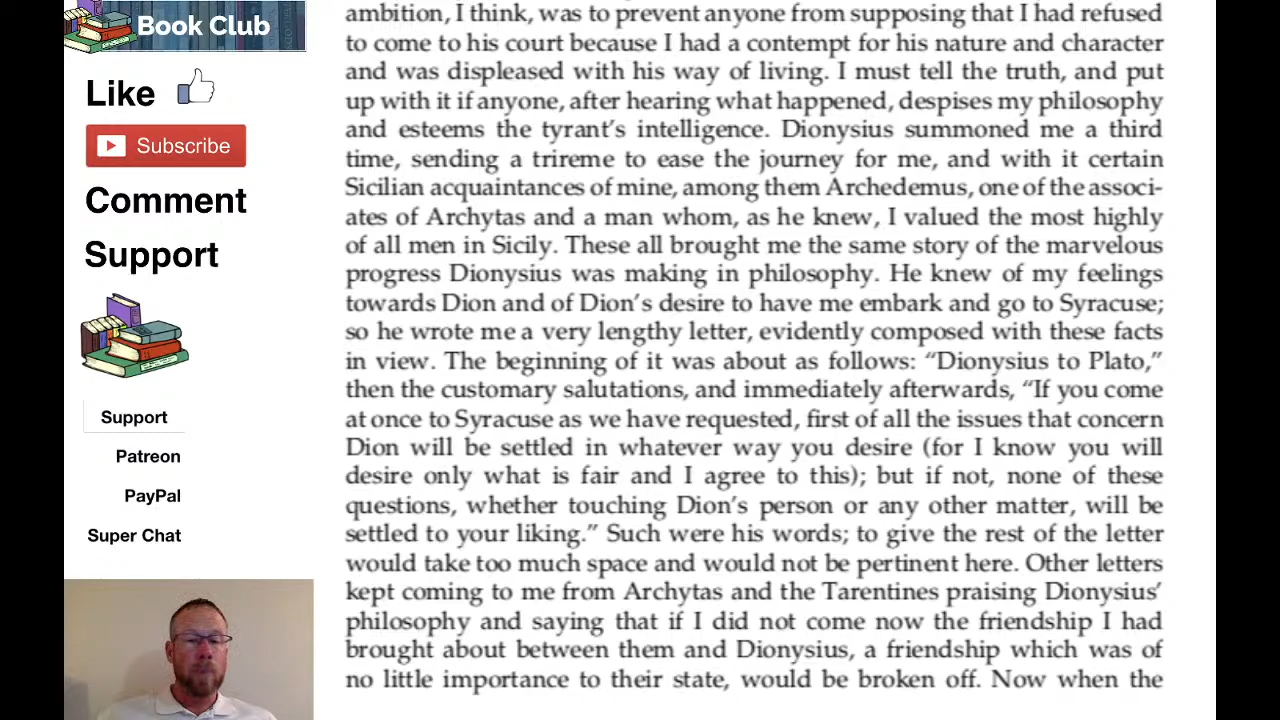 Book Club
Like
Subscribe
Comment
Support
Support
Patreon
PayPal
Super Chat
ambition, I think, was to prevent anyone from supposing that I had refused
to come to his court because I had a contempt for his nature and character
and was displeased with his way of living. I must tell the truth, and put
up with it if anyone, after hearing what happened, despises my philosophy
and esteems the tyrant's intelligence. Dionysius summoned me a third
time, sending a trireme to ease the journey for me, and with it certain
Sicilian acquaintances of mine, among them Archedemus, one of the associ-
ates of Archytas and a man whom, as he knew, I valued the most highly
of all men in Sicily. These all brought me the same story of the marvelous
progress Dionysius was making in philosophy. He knew of my feelings
towards Dion and of Dion's desire to have me embark and go to Syracuse;
so he wrote me a very lengthy letter, evidently composed with these facts
in view. The beginning of it was about as follows: “Dionysius to Plato,”
then the customary salutations, and immediately afterwards, “If you come
at once to Syracuse as we have requested, first of all the issues that concern
Dion will be settled in whatever way you desire (for I know you will
desire only what is fair and I agree to this); but if not, none of these
questions, whether touching Dion's person or any other matter, will be
settled to your liking.” Such were his words; to give the rest of the letter
would take too much space and would not be pertinent here. Other letters
kept coming to me from Archytas and the Tarentines praising Dionysius'
philosophy and saying that if I did not come now the friendship I had
brought about between them and Dionysius, a friendship which was of
no little importance to their state, would be broken off. Now when the